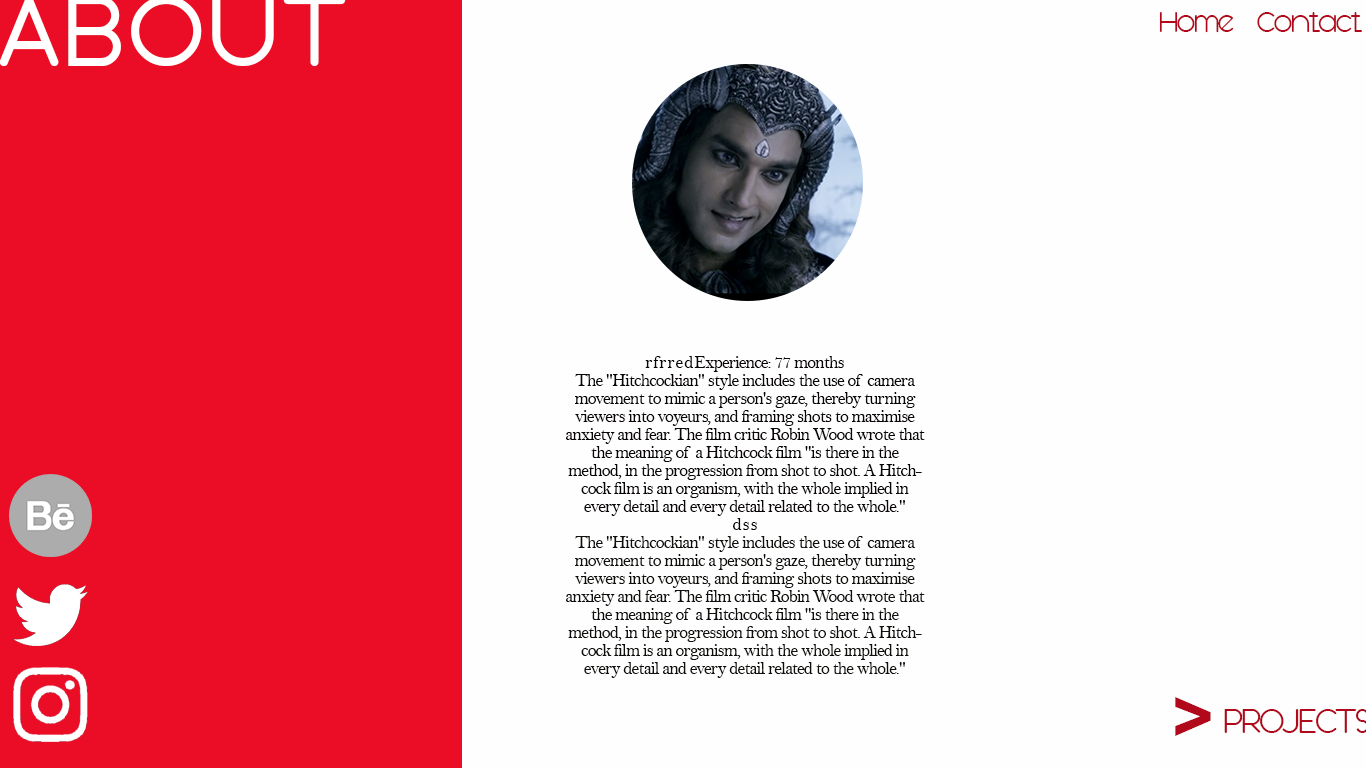 ABOUT
Home Contact
rfrredExperience: 77 months
The "Hitchcockian" style includes the use of camera
movement to mimic a person's gaze, thereby turning
viewers into voyeurs, and framing shots to maximise
anxiety and fear. The film critic Robin Wood wrote that
the meaning of a Hitchcock film "is there in the
method, in the progression from shot to shot. A Hitch-
cock film is an organism, with the whole implied in
every detail and every detail related to the whole."
dss
The "Hitchcockian" style includes the use of camera
movement to mimic a person's gaze, thereby turning
viewers into voyeurs, and framing shots to maximise
anxiety and fear. The film critic Robin Wood wrote that
the meaning of a Hitchcock film "is there in the
method, in the progression from shot to shot. A Hitch-
cock film is an organism, with the whole implied in
every detail and every detail related to the whole."
Bē
> PROJECTS